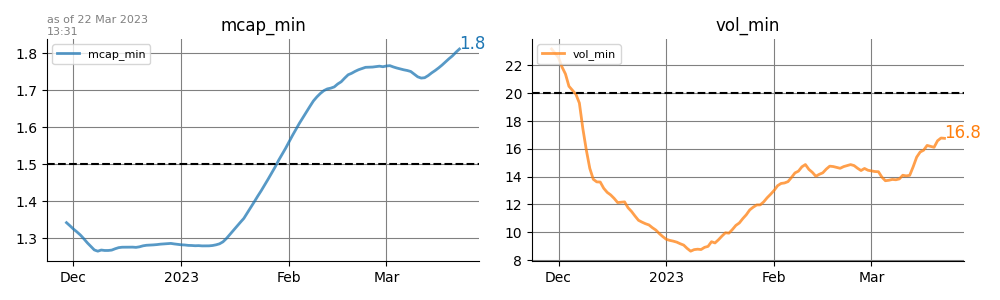 as of 22 Mar 2023
13:31
mcap_min
mcap_min
1.8
1.8
1.7
1.6
1.5
1.4
1.3
Dec
2023
Feb
Mar
vol_min
vol_min
16.8
22
20
18
16
14
12
10
8
Dec
2023
Feb
Mar